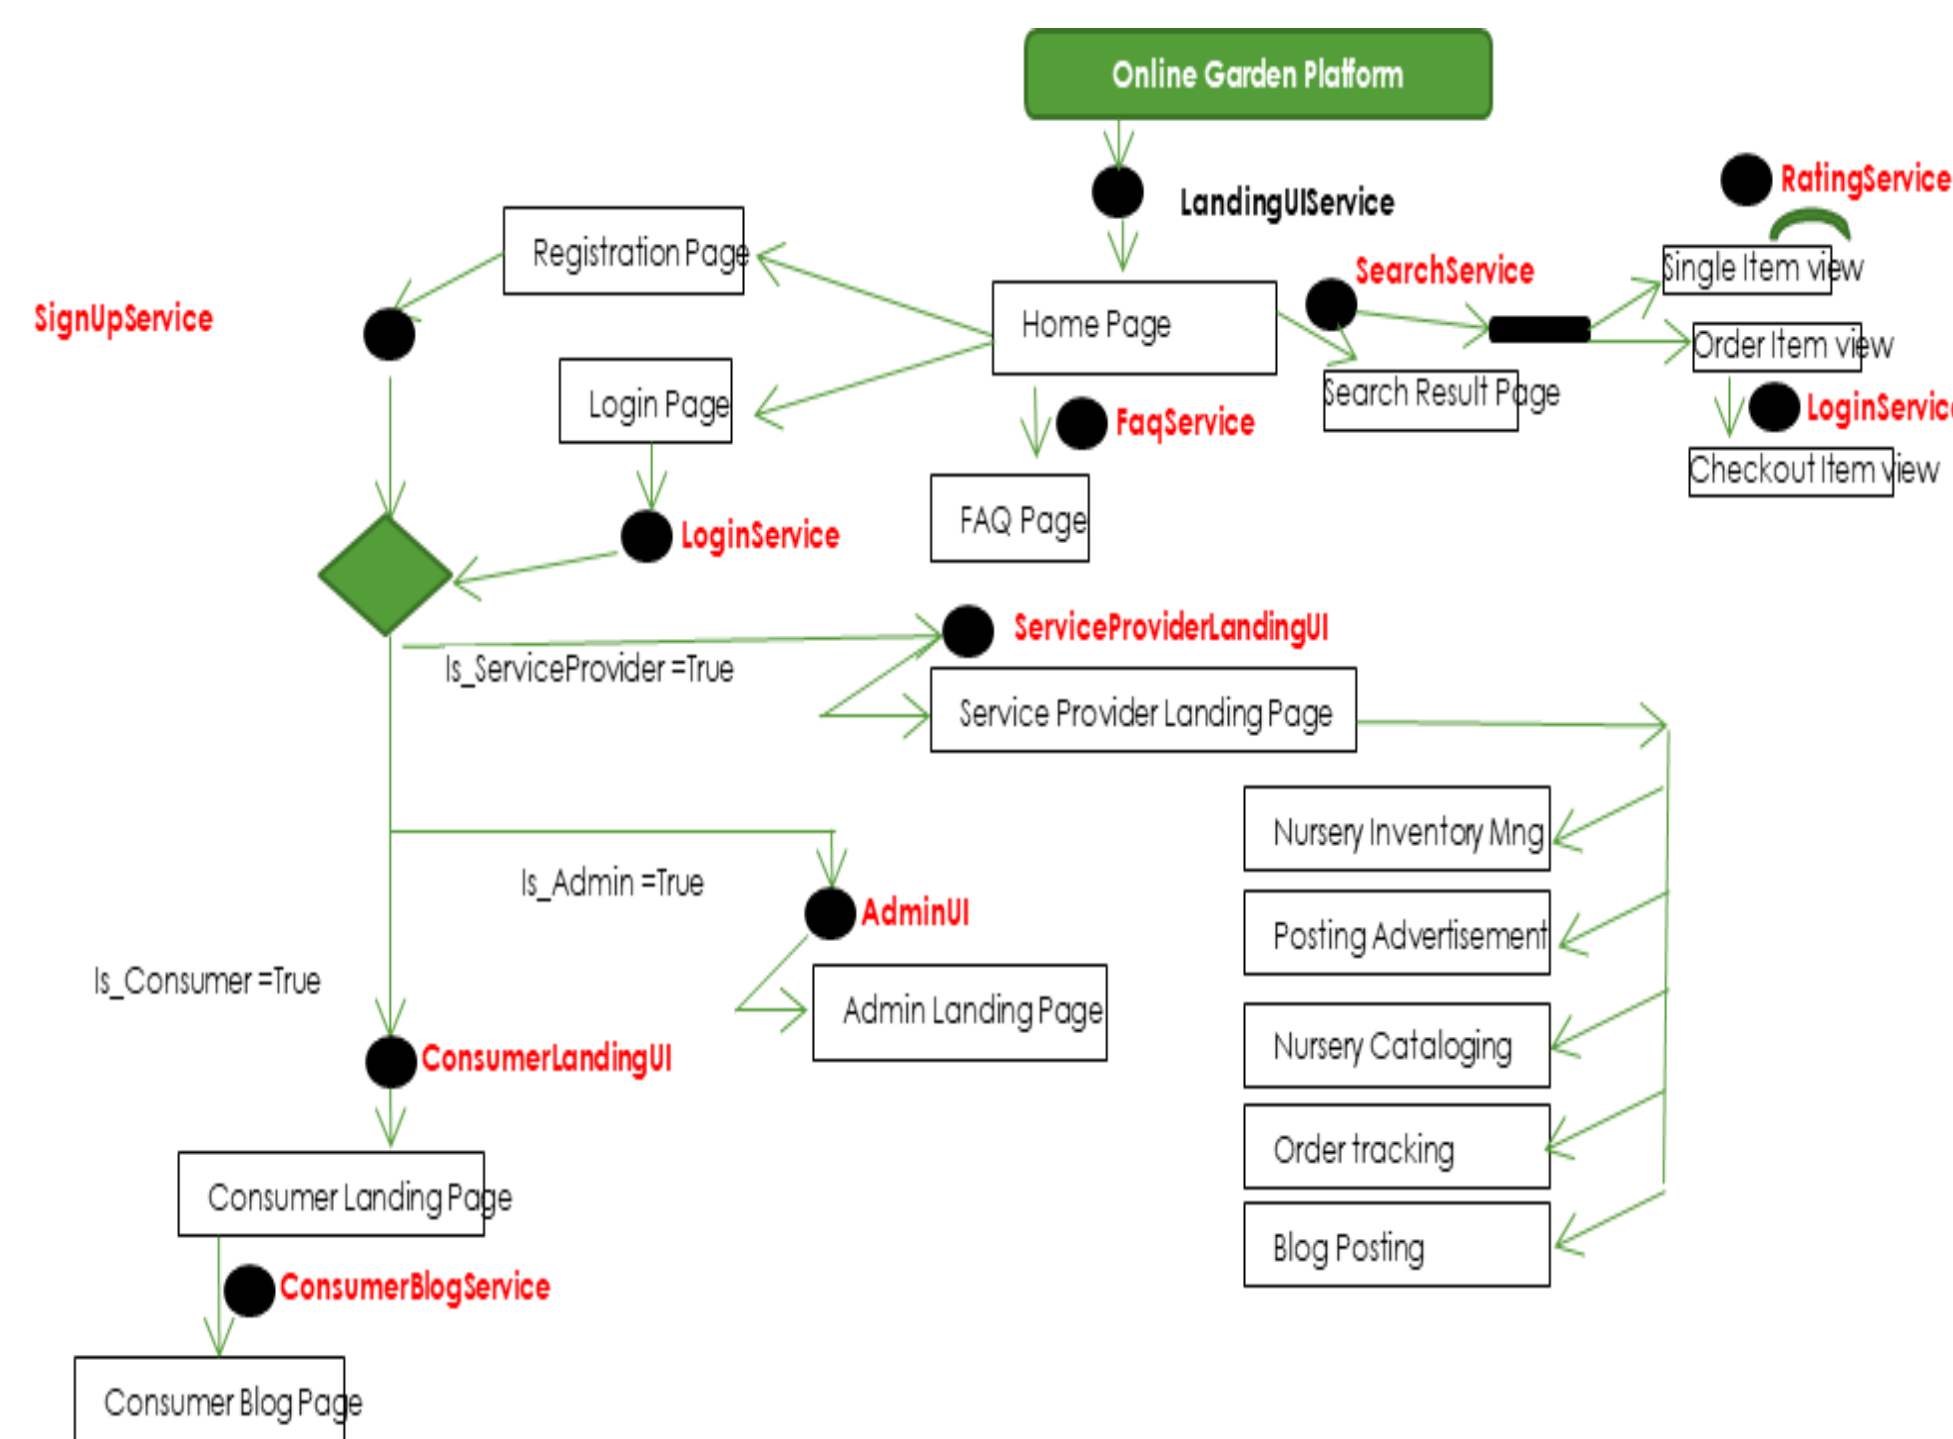 Online Garden Platform
LandingUIService
RatingService
Registration Page
Single Item view
SearchService
SignUpService
Home Page
Order Item view
Login Page
Search Result Page
FaqService
LoginServic
Checkout Item view
FAQ Page
LoginService
ServiceProviderLandingUI
Is_ServiceProvider =True
Service Provider Landing Page
Nursery Inventory Mng
Is_Admin =True
AdminUI
Posting Advertisement
Is_Consumer =True
Admin Landing Page
Nursery Cataloging
ConsumerLandingUI
Order tracking
Consumer Landing Page
Blog Posting
ConsumerBlogService
Consumer Blog Page